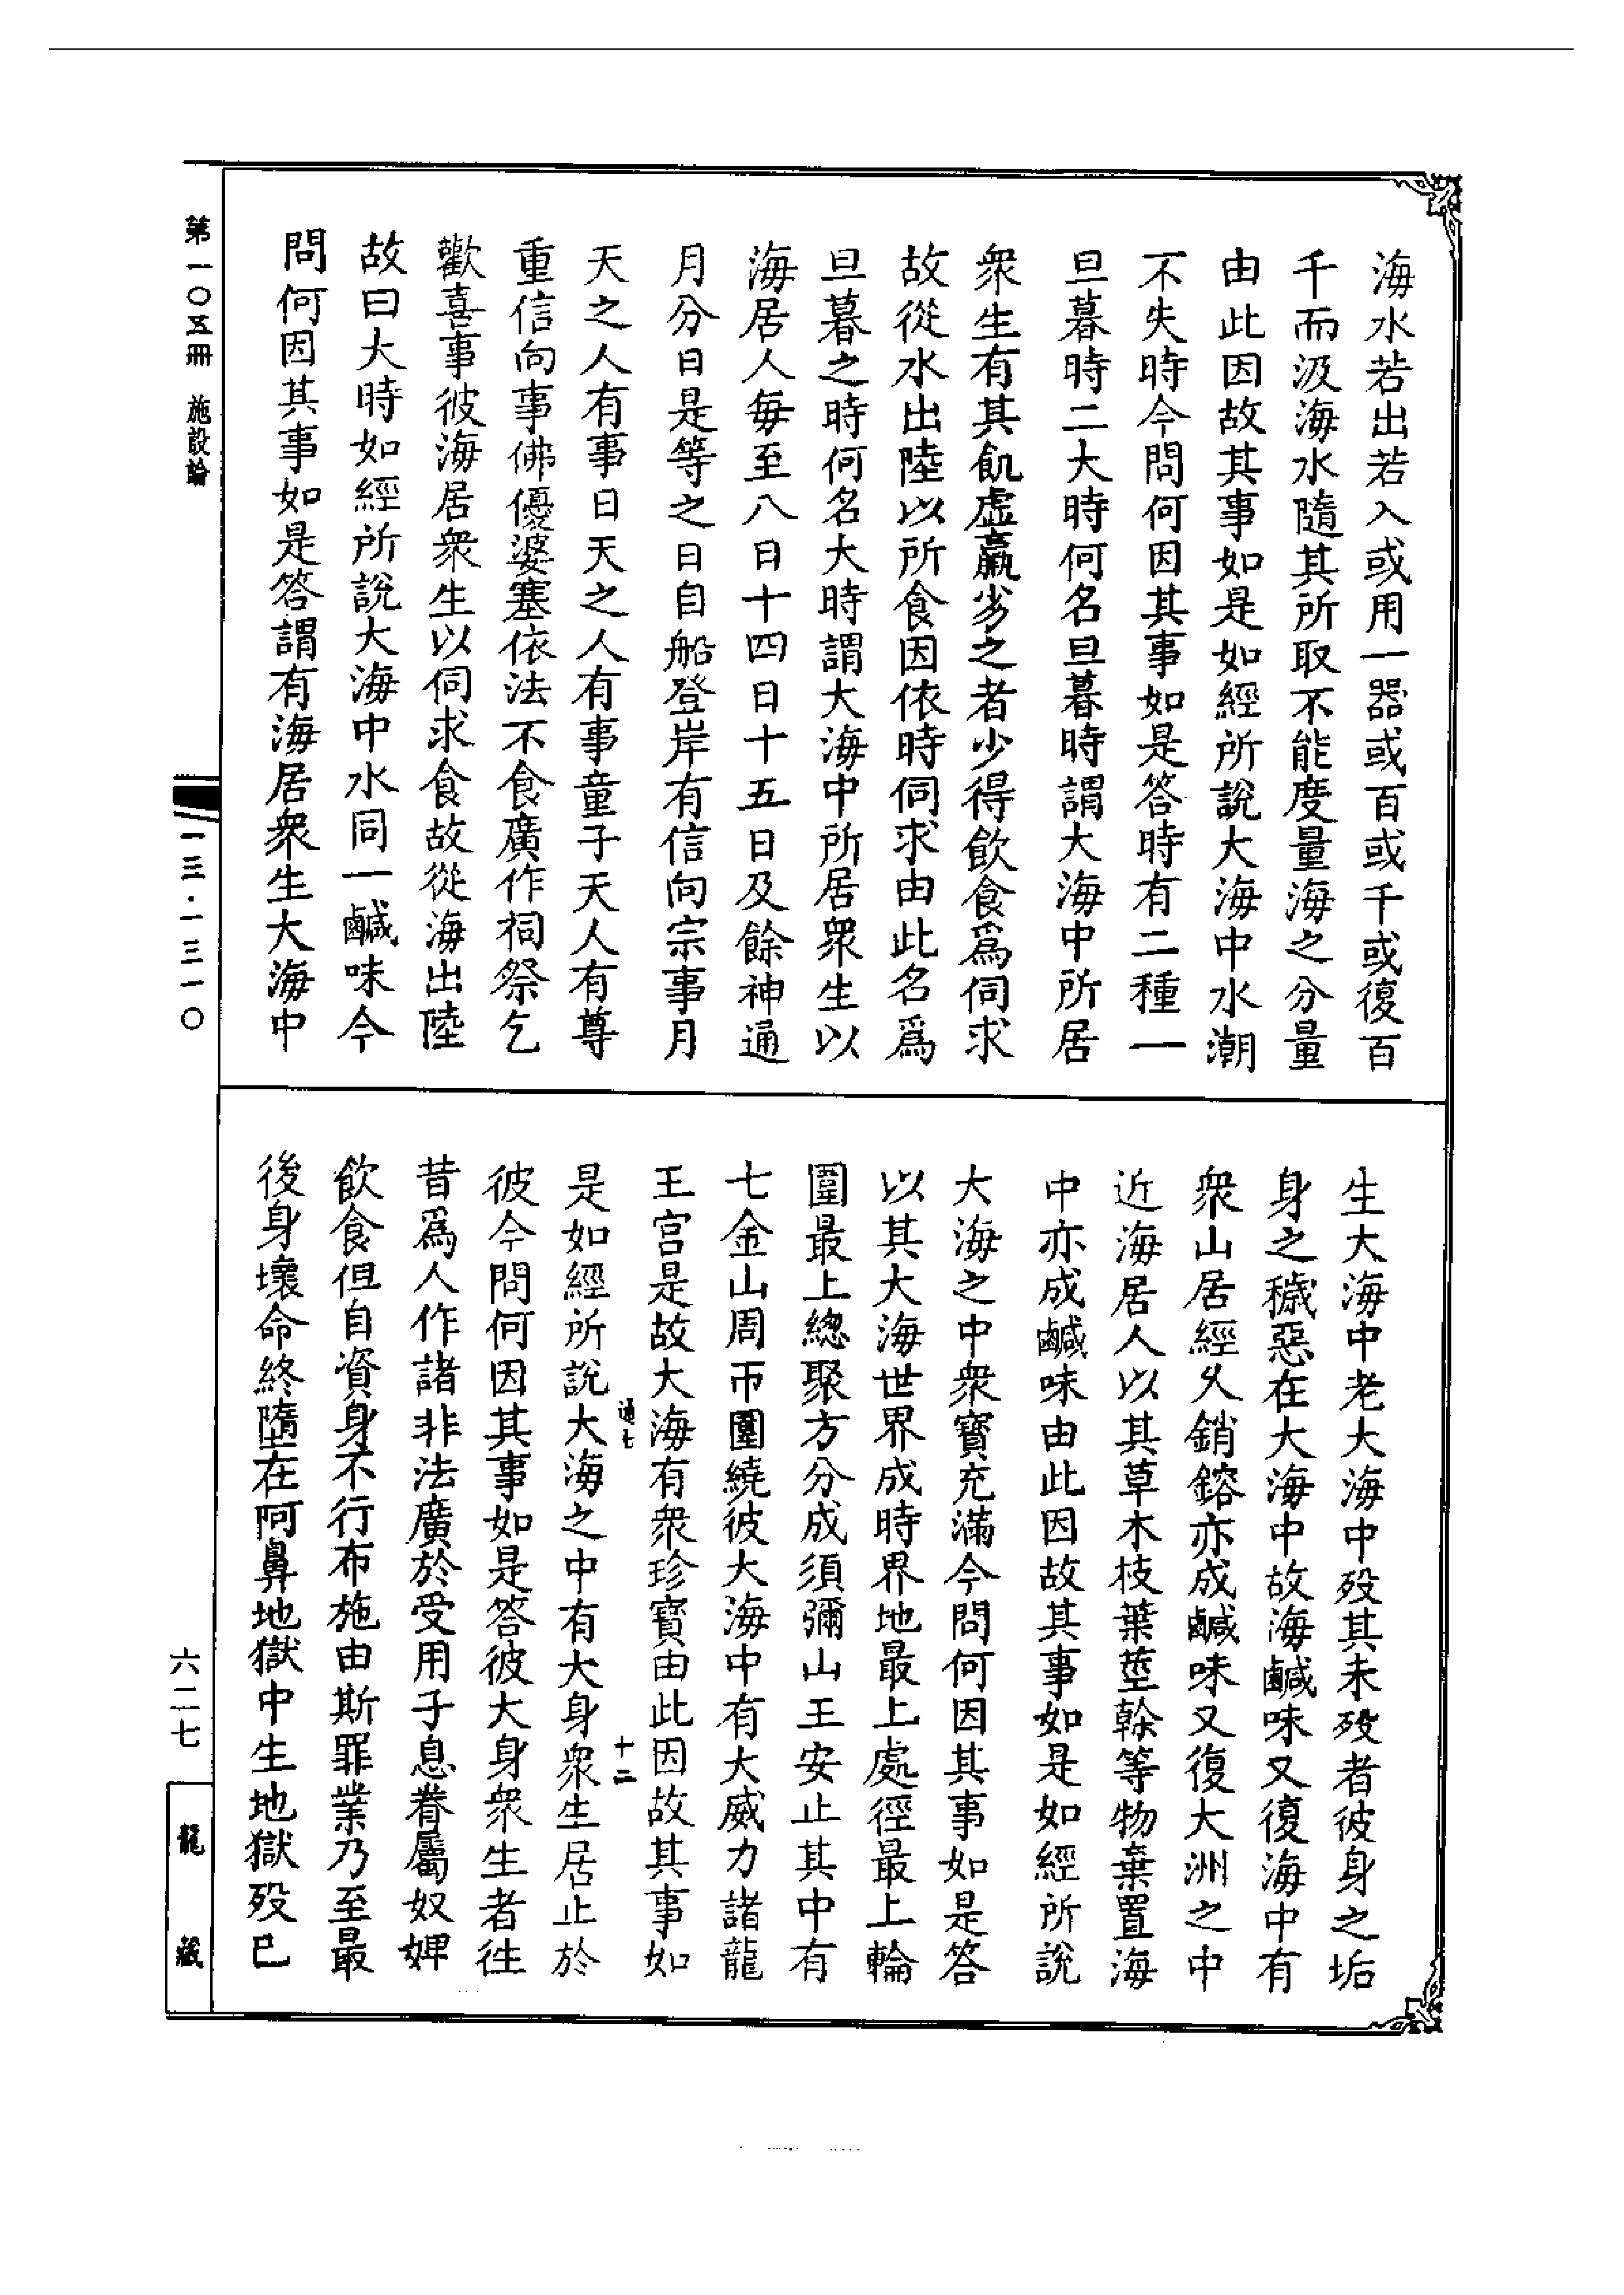 海水若出若入或用一器或百或千或復百
千而汲海水隨其所取不能度量海之分量
由此因故其事如是如經所說大海中水潮
不失時今問何因其事如是答時有二種一
旦暮時二大時何名旦暮時謂大海中所居
衆生有其飢虛羸劣之者少得飲食爲伺求
故從水出陸以所食因依時伺求由此名爲
旦暮之時何名大時謂大海中所居衆生以
海居人每至八日十四日十五日及餘神通
月分日是等之日自船登岸有信向宗事月
天之人有事日天之人有事童子天人有尊
重信向事佛優婆塞依法不食廣作祠祭乞
歡喜事彼海居衆生以伺求食故從海出陸
故曰大時如經所說大海中水同一鹹味今
問何因其事如是答謂有海居衆生大海中
生大海中老大海中歿其未歿者彼身之垢
身之穢惡在大海中故海鹹味又復海中有
衆山居經久銷鎔亦成鹹味又復大洲之中
近海居人以其草木枝葉莖榦等物棄置海
中亦成鹹味由此因故其事如是如經所說
大海之中衆寶充滿今問何因其事如是答
以其大海世界成時界地最上處徑最上輪
圍最上總聚方分成須彌山王安止其中有
七金山周帀圍繞彼大海中有大威力諸龍
王宮是故大海有衆珍寶由此因故其事如
通七 十二
是如經所說大海之中有大身衆生居止於
彼今問何因其事如是答彼大身衆生者往
昔爲人作諸非法廣於受用子息眷屬奴婢
飲食但自資身不行布施由斯罪業乃至最
後身壞命終墮在阿鼻地獄中生地獄歿已
第一〇五冊 施設論
一三·一三一〇
六二七
龍藏